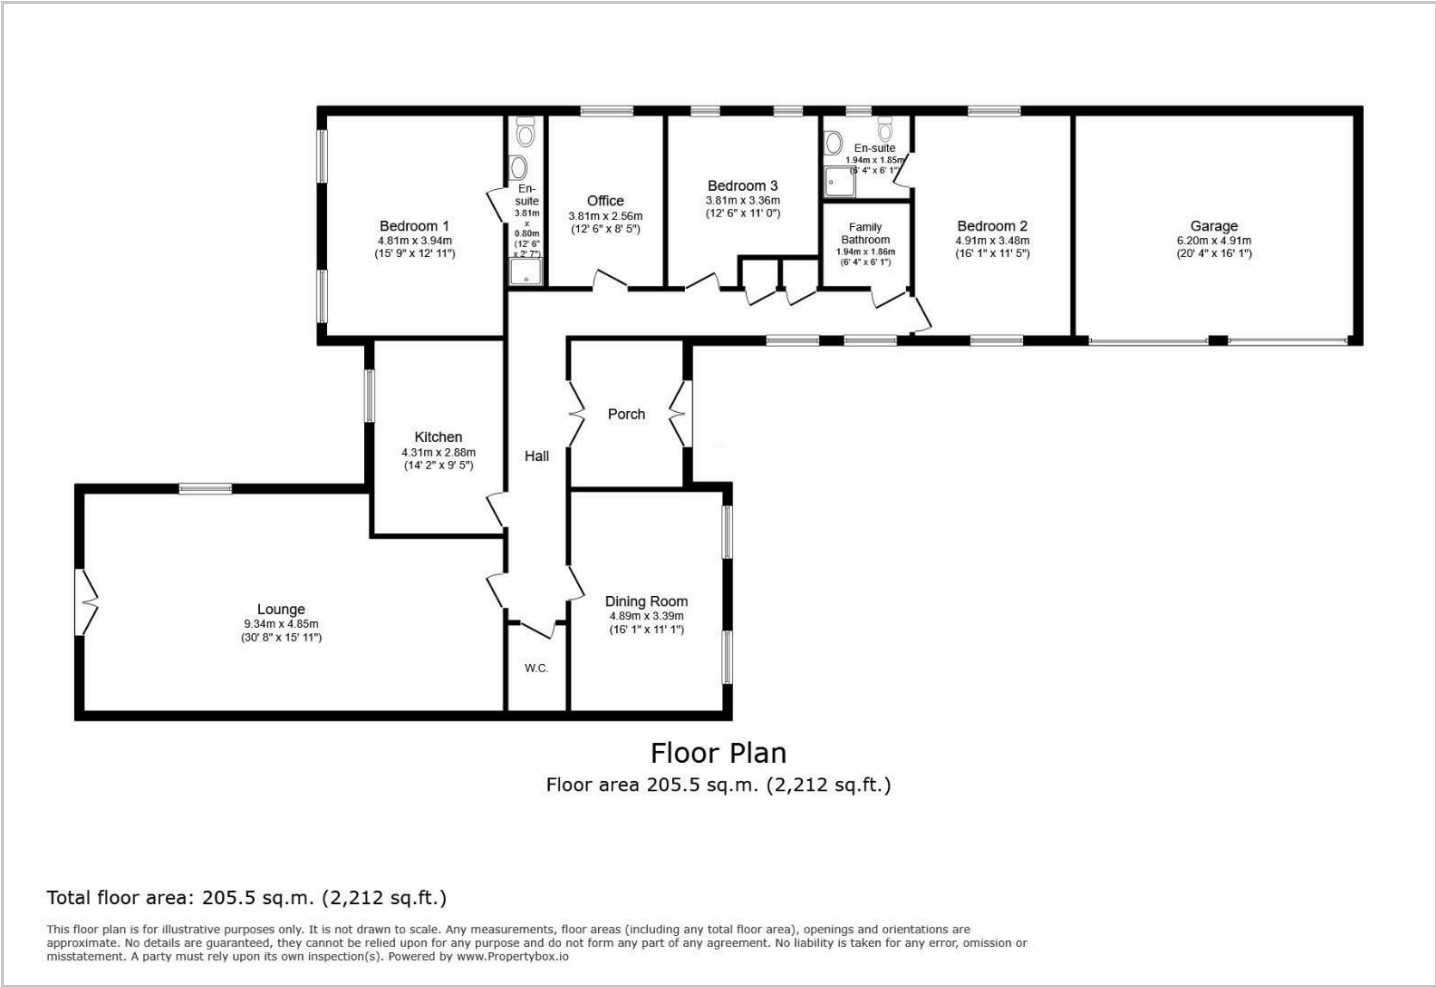 Bedroom 1
4.81m x 3.94m
(15' 9" x 12' 11")
En-
suite
3.81m
x
0.80m
(12' 6"
x 2' 7")
Office
3.81m x 2.56m
(12' 6" x 8' 5")
Bedroom 3
3.81m x 3.36m
(12' 6" x 11' 0")
En-suite
1.94m x 1.85m
(6' 4" x 6' 1")
Family
Bathroom
1.94m x 1.86m
(6' 4" x 6' 1")
Bedroom 2
4.91m x 3.48m
(16' 1" x 11' 5")
Garage
6.20m x 4.91m
(20' 4" x 16' 1")
Kitchen
4.31m x 2.88m
(14' 2" x 9' 5")
Hall
Porch
Lounge
9.34m x 4.85m
(30' 8" x 15' 11")
W.C.
Dining Room
4.89m x 3.39m
(16' 1" x 11' 1")
Floor Plan
Floor area 205.5 sq.m. (2,212 sq.ft.)
Total floor area: 205.5 sq.m. (2,212 sq.ft.)
This floor plan is for illustrative purposes only. It is not drawn to scale. Any measurements, floor areas (including any total floor area), openings and orientations are
approximate. No details are guaranteed, they cannot be relied upon for any purpose and do not form any part of any agreement. No liability is taken for any error, omission or
misstatement. A party must rely upon its own inspection(s). Powered by www.Propertybox.io